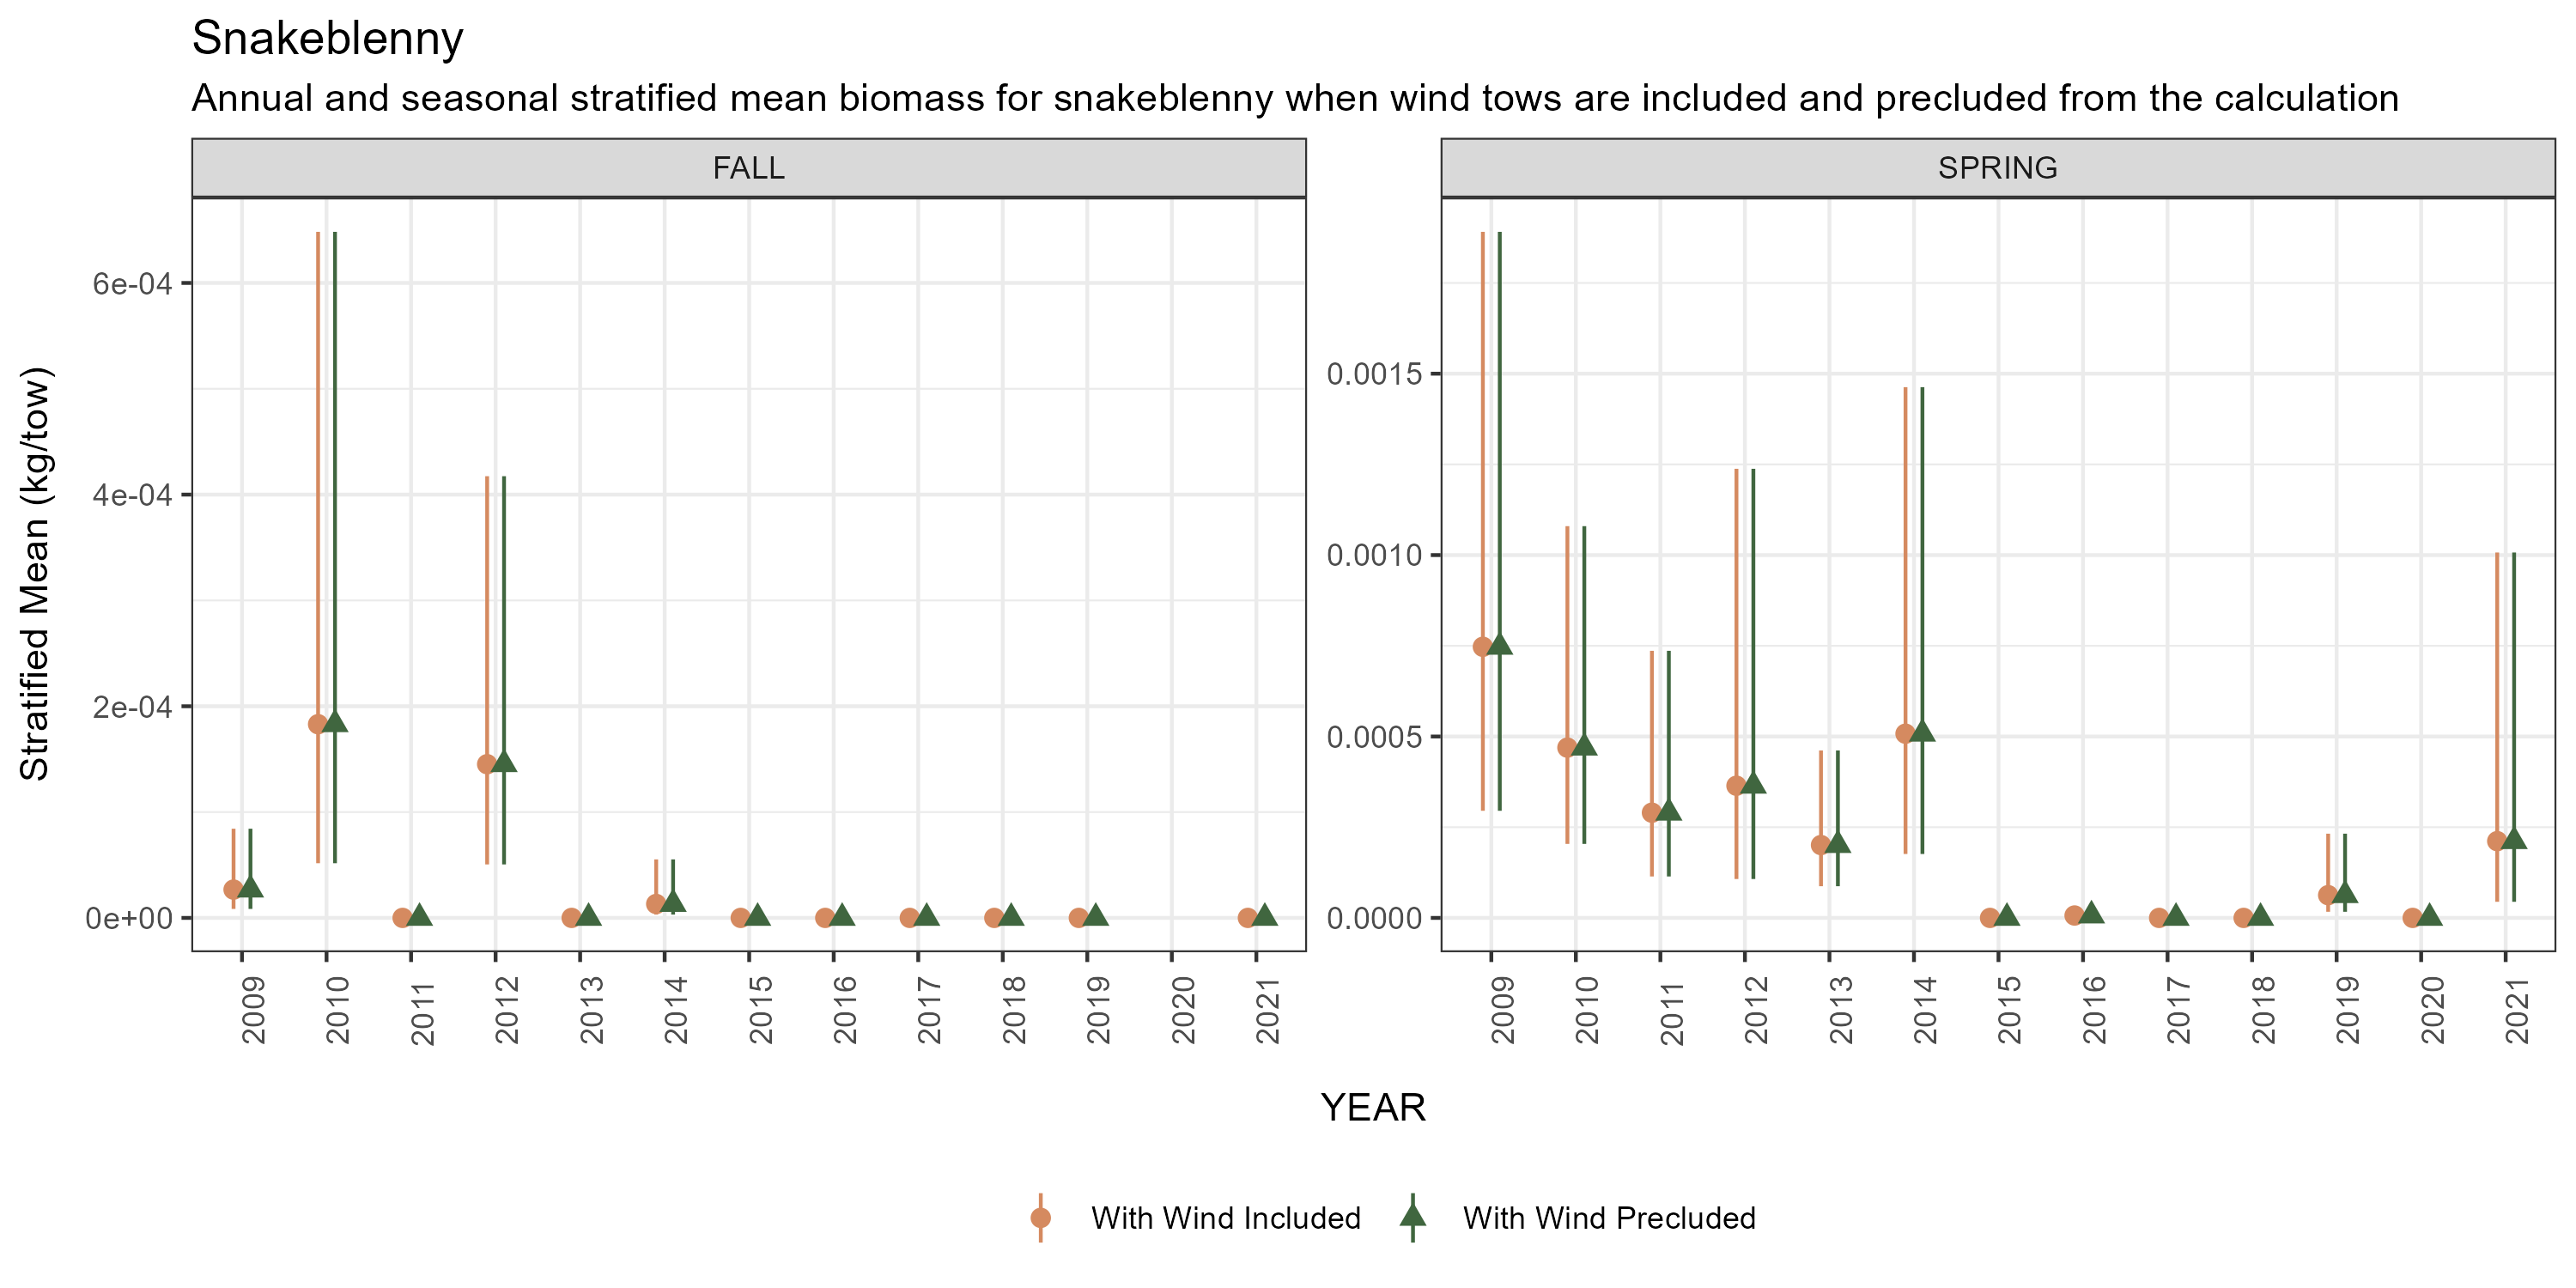 Snakeblenny
Annual and seasonal stratified mean biomass for snakeblenny when wind tows are included and precluded from the calculation
FALL
SPRING
Stratified Mean (kg/tow)
6e-04
4e-04
2e-04
0e+00
0.0015
0.0010
0.0005
0.0000
2009 2010 2011 2012 2013 2014 2015 2016 2017 2018 2019 2020 2021
2009 2010 2011 2012 2013 2014 2015 2016 2017 2018 2019 2020 2021
YEAR
With Wind Included
With Wind Precluded